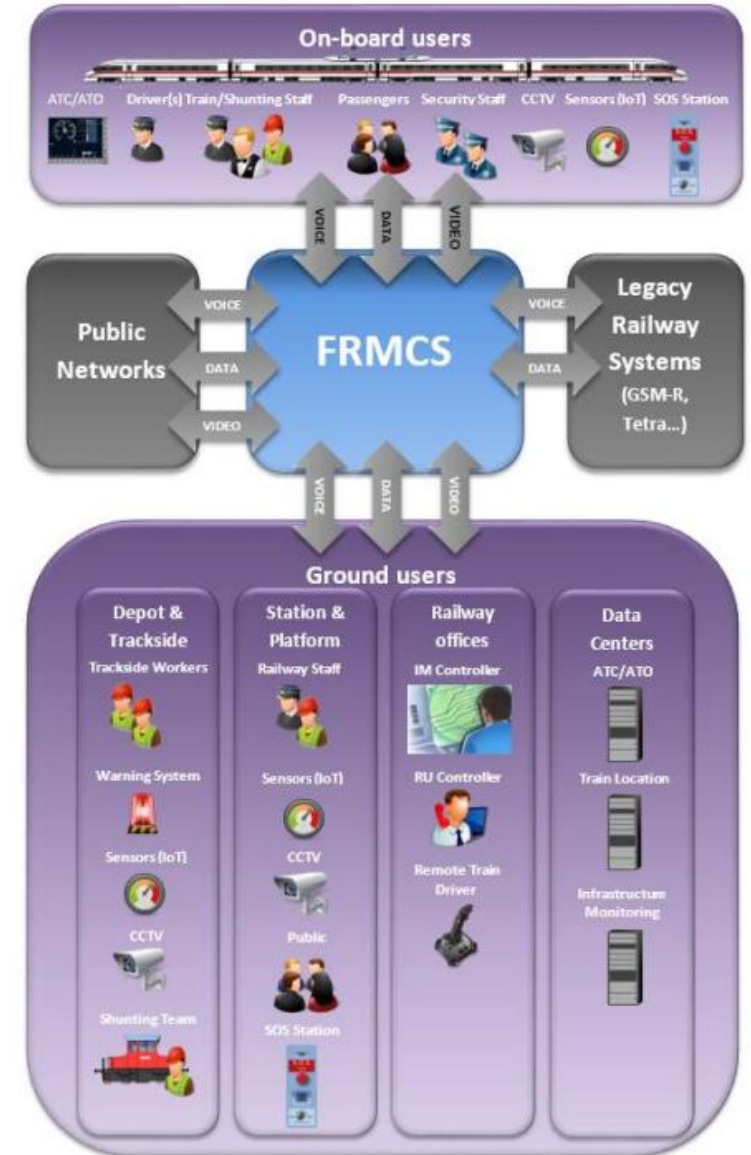 On-board users
ATC/ATO Driver(s) Train/Shunting Staff Passengers Security Staff CCTV Sensors (IoT) SOS Station
VOICE
DATA
VIDEO
Public
Networks
VOICE
DATA
VIDEO
FRMCS
VOICE
DATA
Legacy
Railway
Systems
(GSM-R,
Tetra...)
VOICE
DATA
VIDEO
Ground users
Depot &
Trackside
Trackside Workers
Warning System
Sensors (IoT)
CCTV
Shunting Team
Station &
Platform
Railway Staff
Sensors (IoT)
CCTV
Public
SOS Station
Railway
offices
IM Controller
RU Controller
Remote Train
Driver
Data
Centers
ATC/ATO
Train Location
Infrastructure
Monitoring